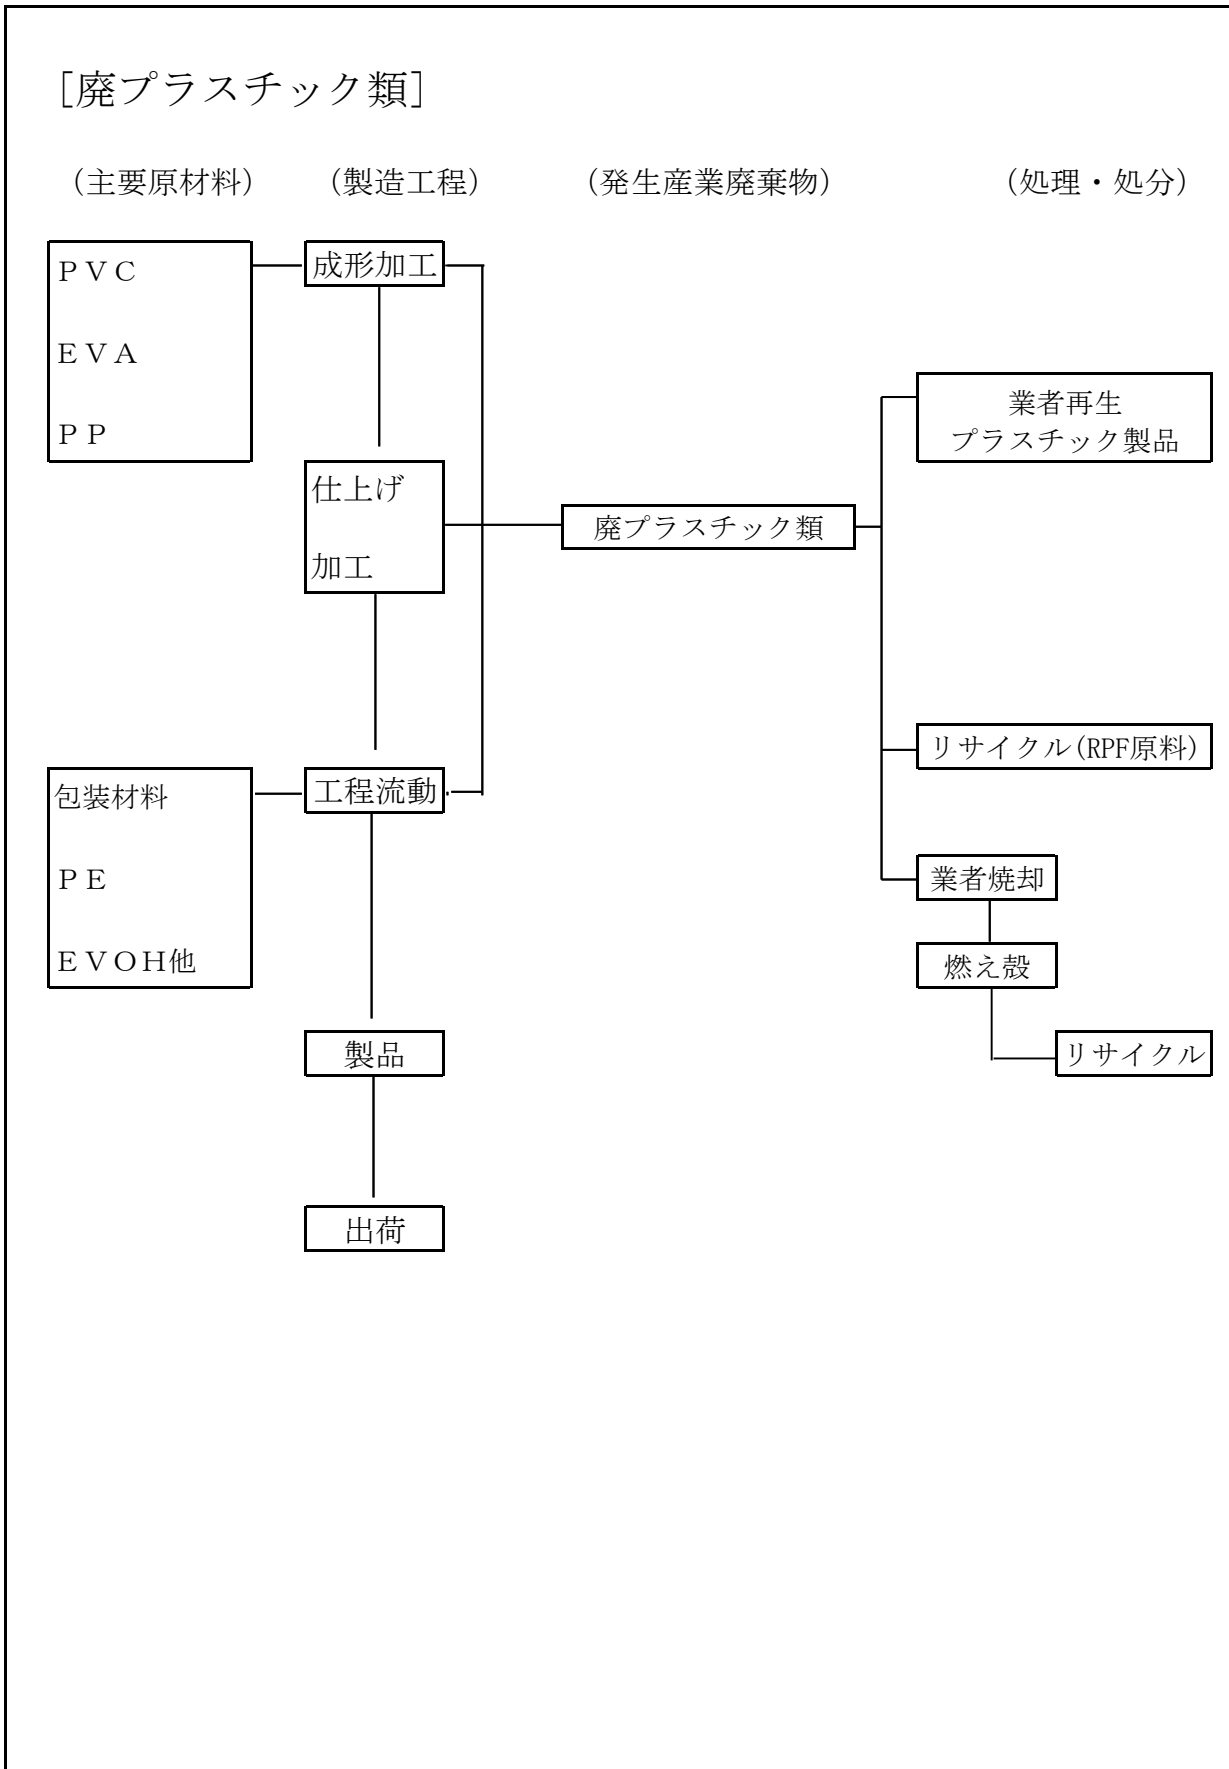 [廃プラスチック類]
（主要原材料） （製造工程） （発生産業廃棄物） （処理・処分）
ＰＶＣ
ＥＶＡ
ＰＰ
成形加工
仕上げ
加工
包装材料
ＰＥ
ＥＶＯＨ他
工程流動
製品
出荷
廃プラスチック類
業者再生
プラスチック製品
リサイクル(RPF原料)
業者焼却
燃え殻
リサイクル